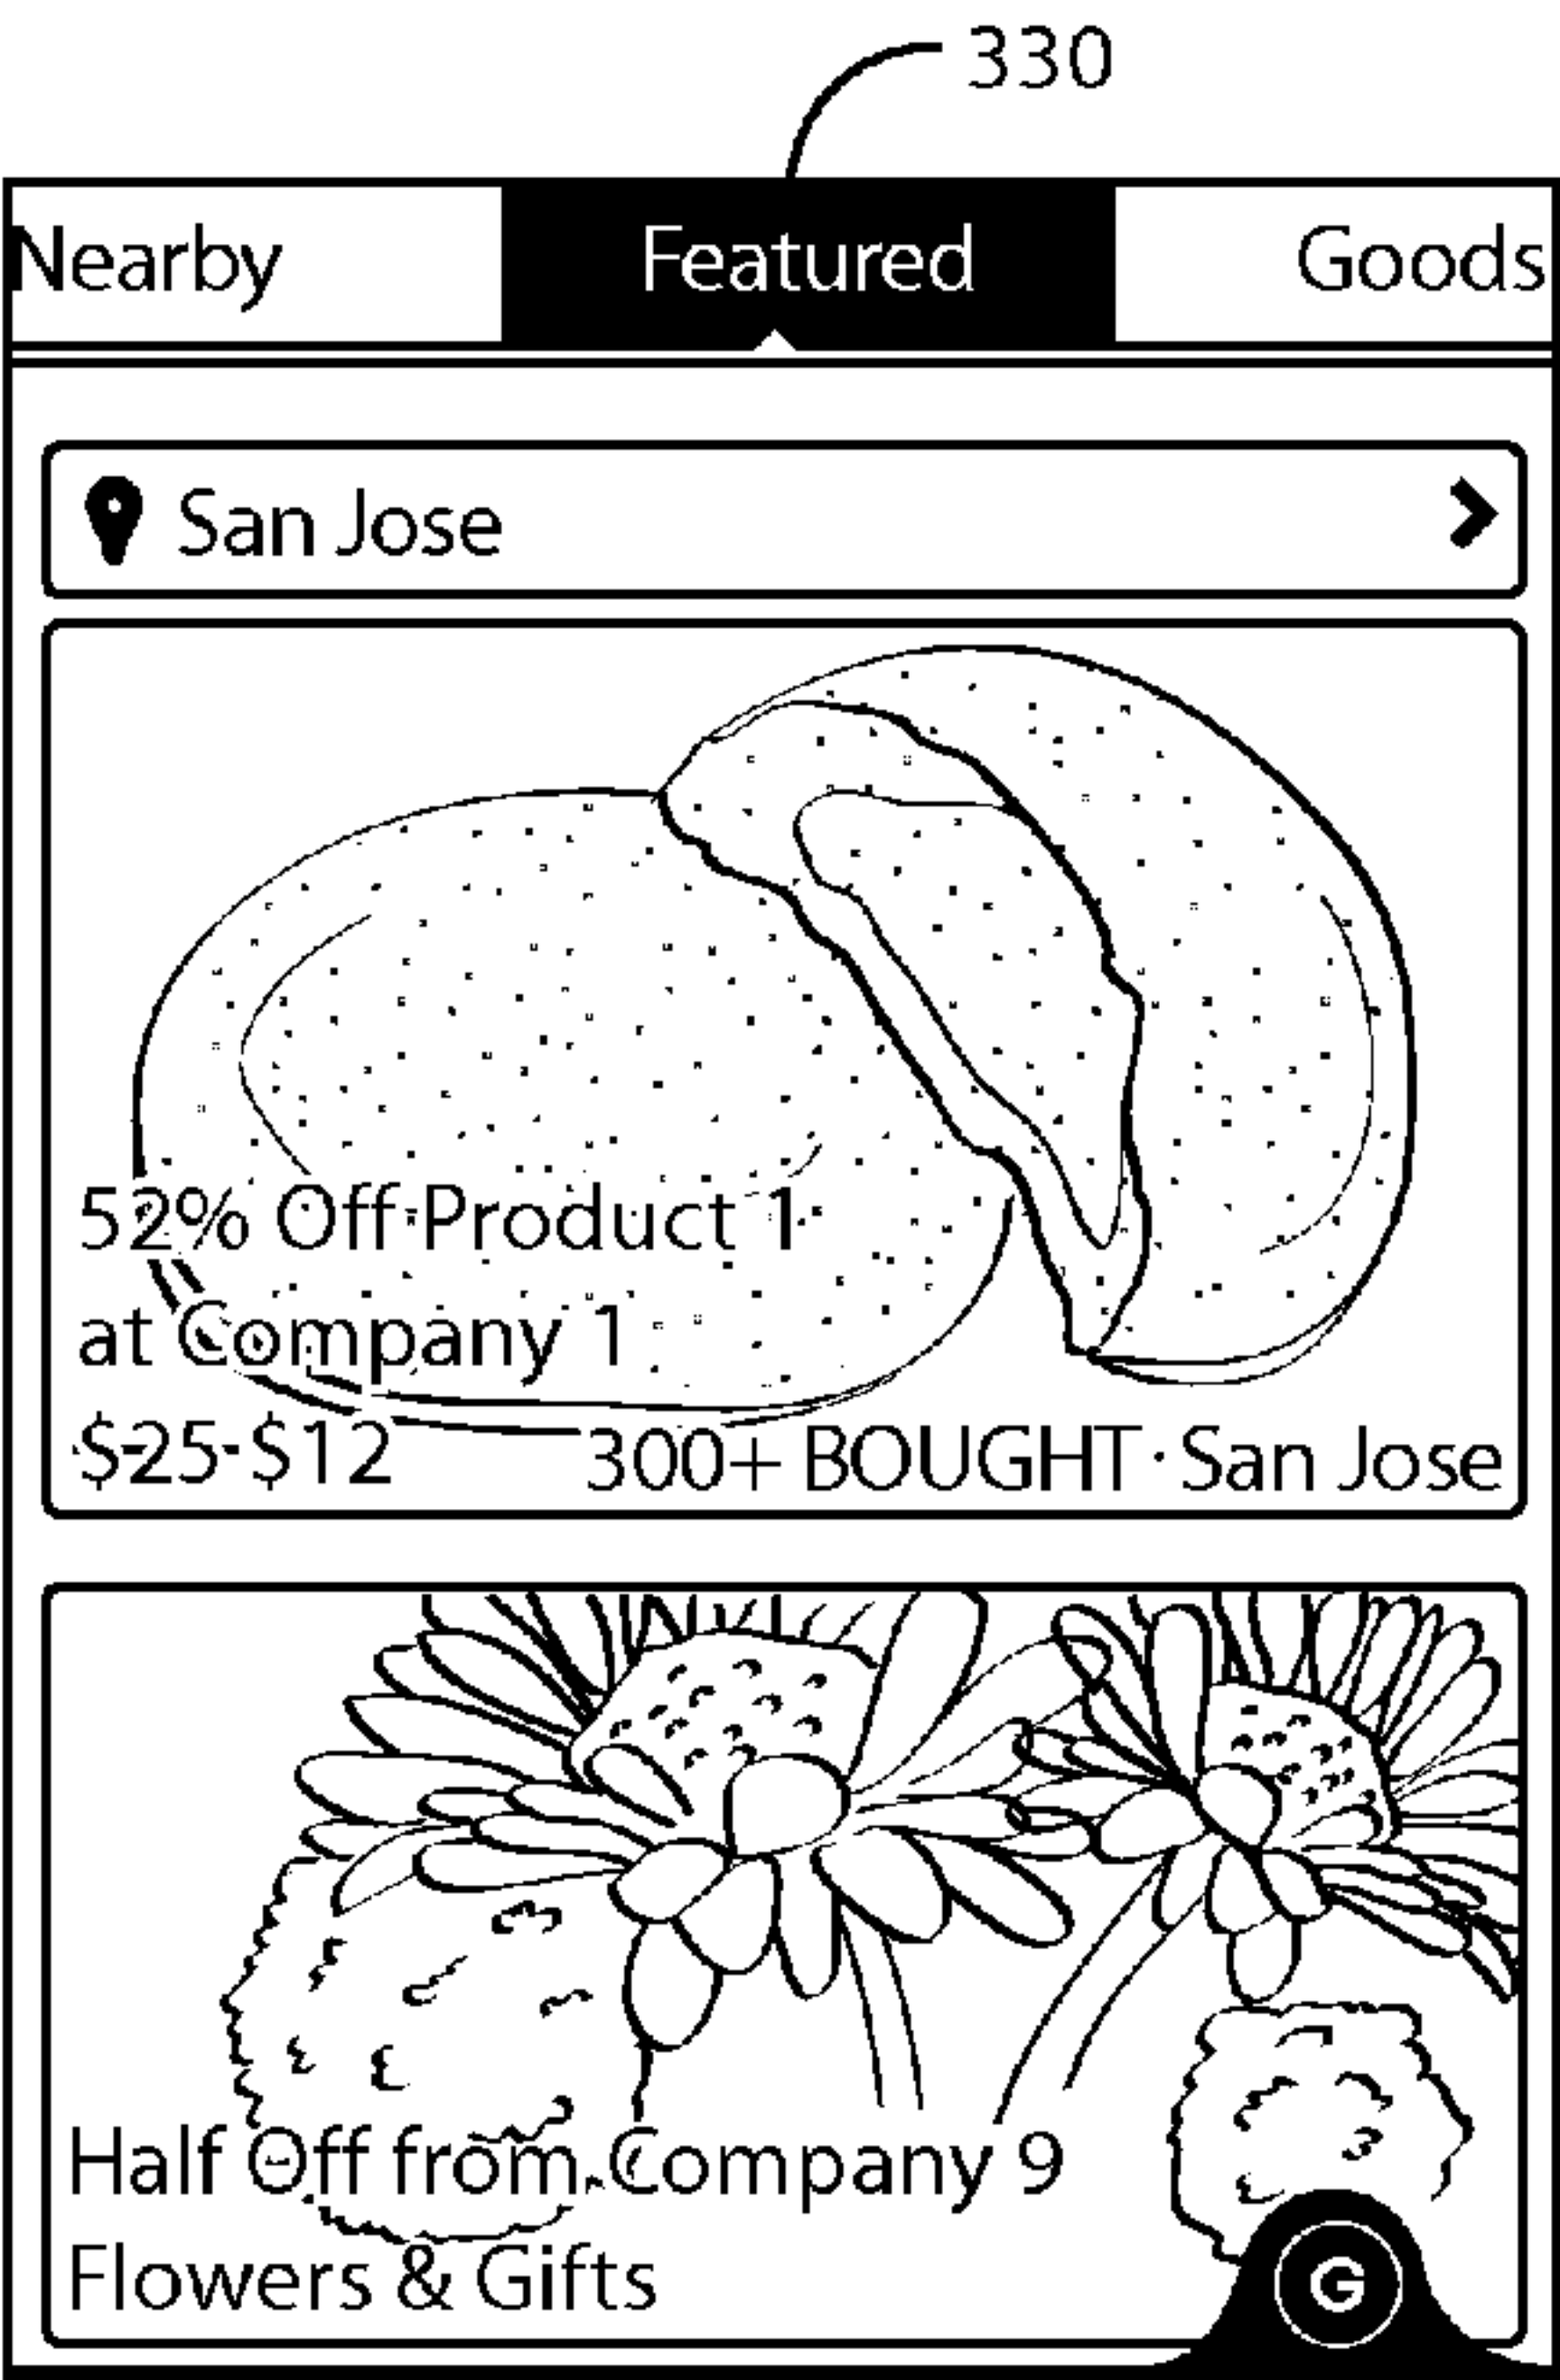 330
Nearby Featured Goods
San Jose
52% Off Product 1
at Company 1
$25-$12 300+ BOUGHT · San Jose
Half Off from Company 9
Flowers & Gifts
G